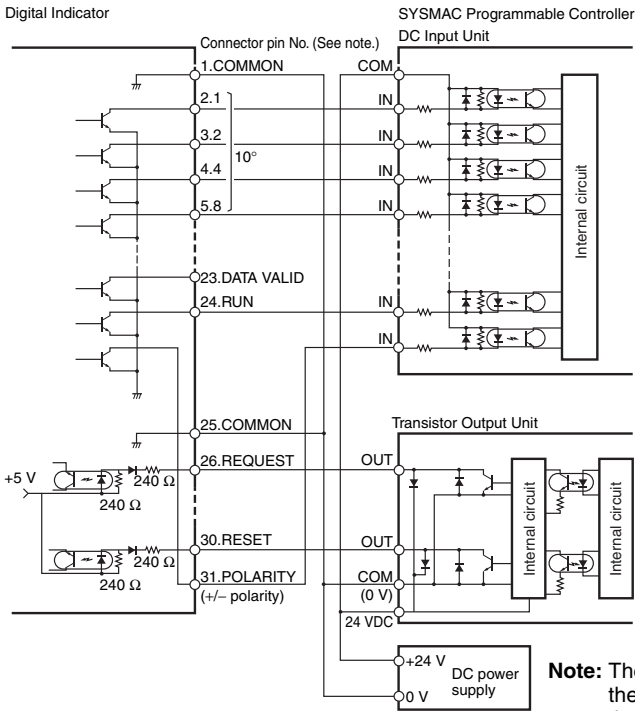 Digital Indicator
SYSMAC Programmable Controller
DC Input Unit
Connector pin No. (See note.)
1.COMMON
COM
2.1
IN
3.2
IN
10°
4.4
IN
5.8
IN
Internal circuit
23.DATA VALID
24.RUN
IN
IN
25.COMMON
Transistor Output Unit
26.REQUEST
OUT
+5 V
240 Ω
240 Ω
Internal circuit
Internal circuit
30.RESET
OUT
240 Ω
240 Ω
31.POLARITY
(+/− polarity)
COM
(0 V)
24 VDC
+24 V
DC power
supply
0 V
Note: The
the